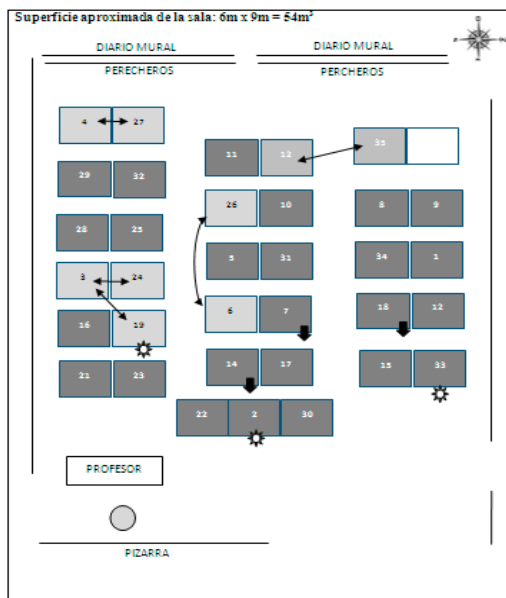 Superficie aproximada de la sala: 6m x 9m = 54m²
DIARIO MURAL DIARIO MURAL
PERECHEROS PERCHEROS
4 27
11 12 35
29 32
26 10 8 9
28 25
5 31 34 1
3 24
6 7 18 12
16 19
14 17 15 33
21 23
22 2 30
PROFESOR
PIZARRA